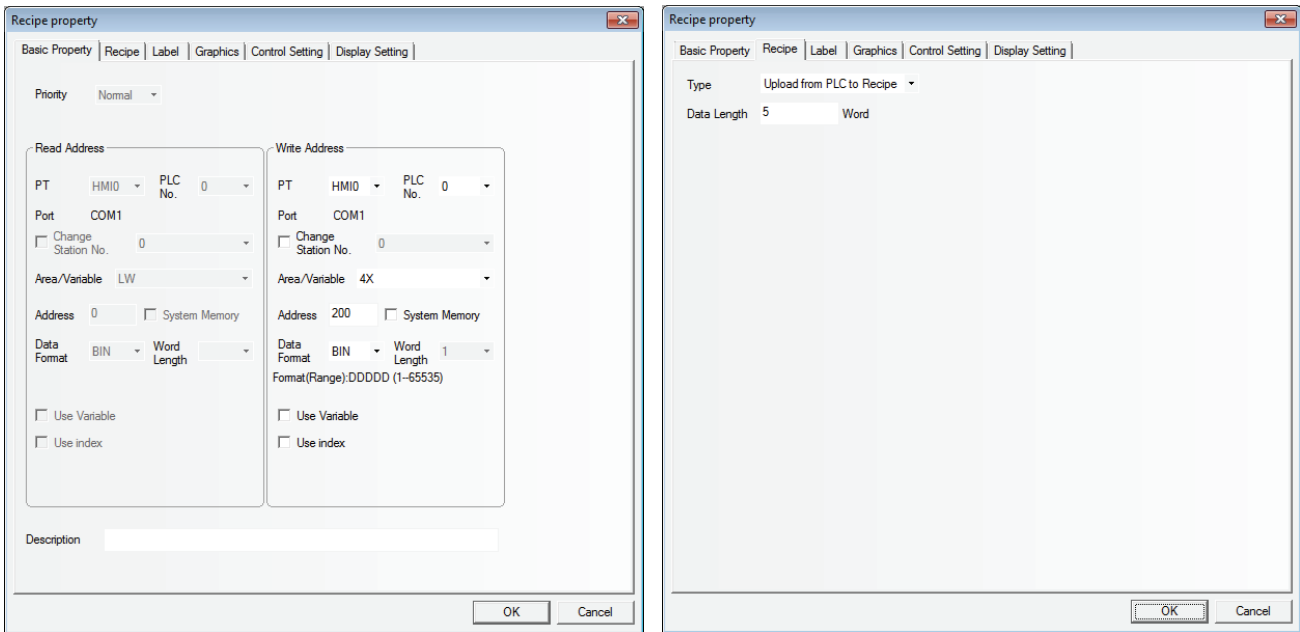 Recipe property
Basic Property Recipe Label Graphics Control Setting Display Setting
Priority Normal
Read Address
PT HMI0 PLC No. 0
Port COM1
Change Station No. 0
Area/Variable LW
Address 0 System Memory
Data Format BIN Word Length
Use Variable
Use index
Write Address
PT HMI0 PLC No. 0
Port COM1
Change Station No. 0
Area/Variable 4X
Address 200 System Memory
Data Format BIN Word Length 1
Format(Range):DDDDD (1~65535)
Use Variable
Use index
Description
OK Cancel
Recipe property
Basic Property Recipe Label Graphics Control Setting Display Setting
Type Upload from PLC to Recipe
Data Length 5 Word
OK Cancel